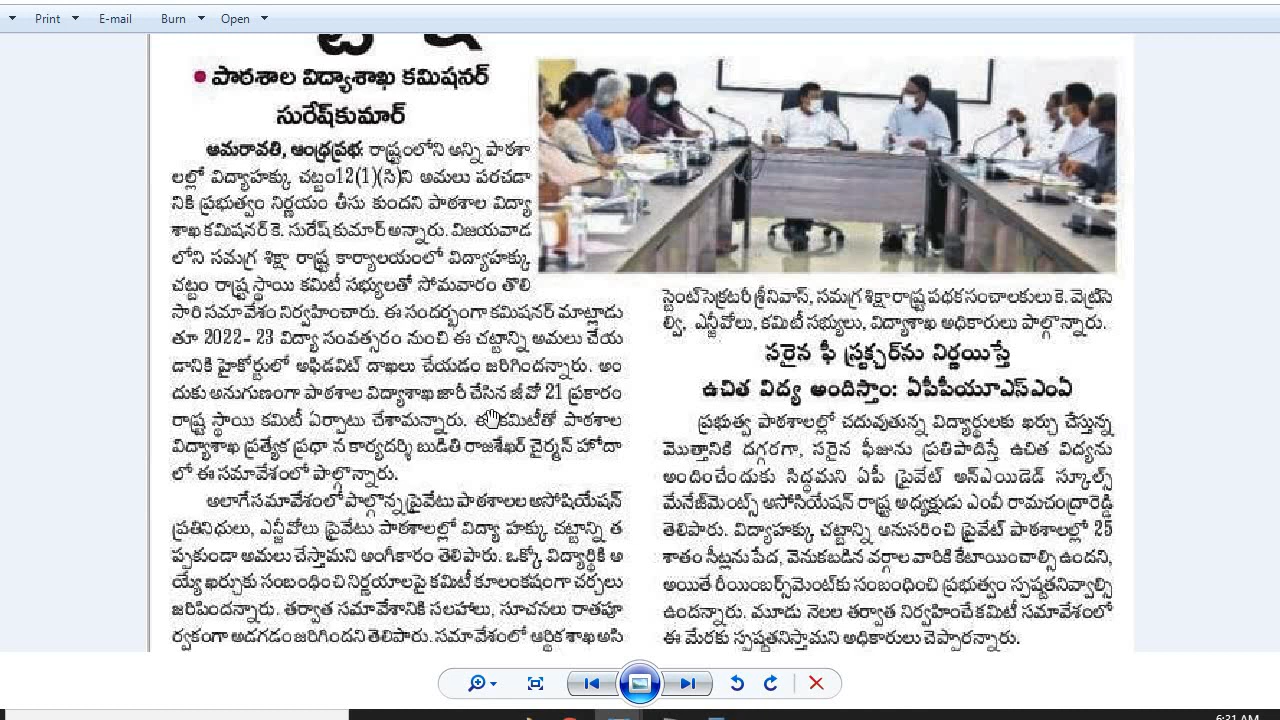 Print
E-mail
Burn
Open
• పాఠశాల విద్యాశాఖ కమిషనర్
సురేష్‌కుమార్
అమరావతి, ఆంధ్రప్రభ: రాష్ట్రంలోని అన్ని పాఠశా
లల్లో విద్యాహక్కు చట్టం12(1)(సి)ని అమలు పరచడా
నికి ప్రభుత్వం నిర్ణయం తీసు కుందని పాఠశాల విద్యా
శాఖ కమిషనర్ కె. సురేష్ కుమార్ అన్నారు. విజయవాడ
లోని సమగ్ర శిక్షా రాష్ట్ర కార్యాలయంలో విద్యాహక్కు
చట్టం రాష్ట్ర స్థాయి కమిటీ సభ్యులతో సోమవారం తొలి
సారి సమావేశం నిర్వహించారు. ఈ సందర్భంగా కమిషనర్ మాట్లాడు
తూ 2022- 23 విద్యా సంవత్సరం నుంచి ఈ చట్టాన్ని అమలు చేయ
డానికి హైకోర్టులో అఫిడవిట్ దాఖలు చేయడం జరిగిందన్నారు. అం
దుకు అనుగుణంగా పాఠశాల విద్యాశాఖ జారీ చేసిన జీవో 21 ప్రకారం
రాష్ట్ర స్థాయి కమిటీ ఏర్పాటు చేశామన్నారు. ఈ కమిటీతో పాఠశాల
విద్యాశాఖ ప్రత్యేక ప్రధా న కార్యదర్శి బుడితి రాజశేఖర్ చైర్మన్ హోదా
లో ఈ సమావేశంలో పాల్గొన్నారు.
అలాగే సమావేశంలో పాల్గొన్న ప్రైవేటు పాఠశాలల అసోషియేషన్
ప్రతినిధులు, ఎన్జీవోలు ప్రైవేటు పాఠశాలల్లో విద్యా హక్కు చట్టాన్ని త
ప్పకుండా అమలు చేస్తామని అంగీకారం తెలిపారు. ఒక్కో విద్యార్థికి అ
య్యే ఖర్చుకు సంబంధించి నిర్ణయాలపై కమిటీ కూలంకషంగా చర్చలు
జరిపిందన్నారు. తర్వాత సమావేశానికి సలహాలు, సూచనలు రాతపూ
ర్వకంగా అడగడం జరిగిందని తెలిపారు. సమావేశంలో ఆర్థిక శాఖ అసి
స్టెంట్ సెక్రటరీ శ్రీనివాస్, సమగ్ర శిక్షా రాష్ట్ర పథక సంచాలకులు కె. వెట్రిసె
ల్వి, ఎన్జీవోలు, కమిటీ సభ్యులు, విద్యాశాఖ అధికారులు పాల్గొన్నారు.
సరైన ఫీ స్ట్రక్చర్‌ను నిర్ణయిస్తే
ఉచిత విద్య అందిస్తాం: ఏపీపీయూఎస్ఎంఏ
ప్రభుత్వ పాఠశాలల్లో చదువుతున్న విద్యార్థులకు ఖర్చు చేస్తున్న
మొత్తానికి దగ్గరగా, సరైన ఫీజును ప్రతిపాదిస్తే ఉచిత విద్యను
అందించేందుకు సిద్ధమని ఏపీ ప్రైవేట్ అన్ఎయిడెడ్ స్కూల్స్
మేనేజ్‌మెంట్స్ అసోసియేషన్ రాష్ట్ర అధ్యక్షుడు ఎంవీ రామచంద్రారెడ్డి
తెలిపారు. విద్యాహక్కు చట్టాన్ని అనుసరించి ప్రైవేట్ పాఠశాలల్లో 25
శాతం సీట్లను పేద, వెనుకబడిన వర్గాల వారికి కేటాయించాల్సి ఉందని,
అయితే రీయింబర్స్‌మెంట్‌కు సంబంధించి ప్రభుత్వం స్పష్టతనివ్వాల్సి
ఉందన్నారు. మూడు నెలల తర్వాత నిర్వహించే కమిటీ సమావేశంలో
ఈ మేరకు స్పష్టతనిస్తామని అధికారులు చెప్పారన్నారు.
6:31 AM